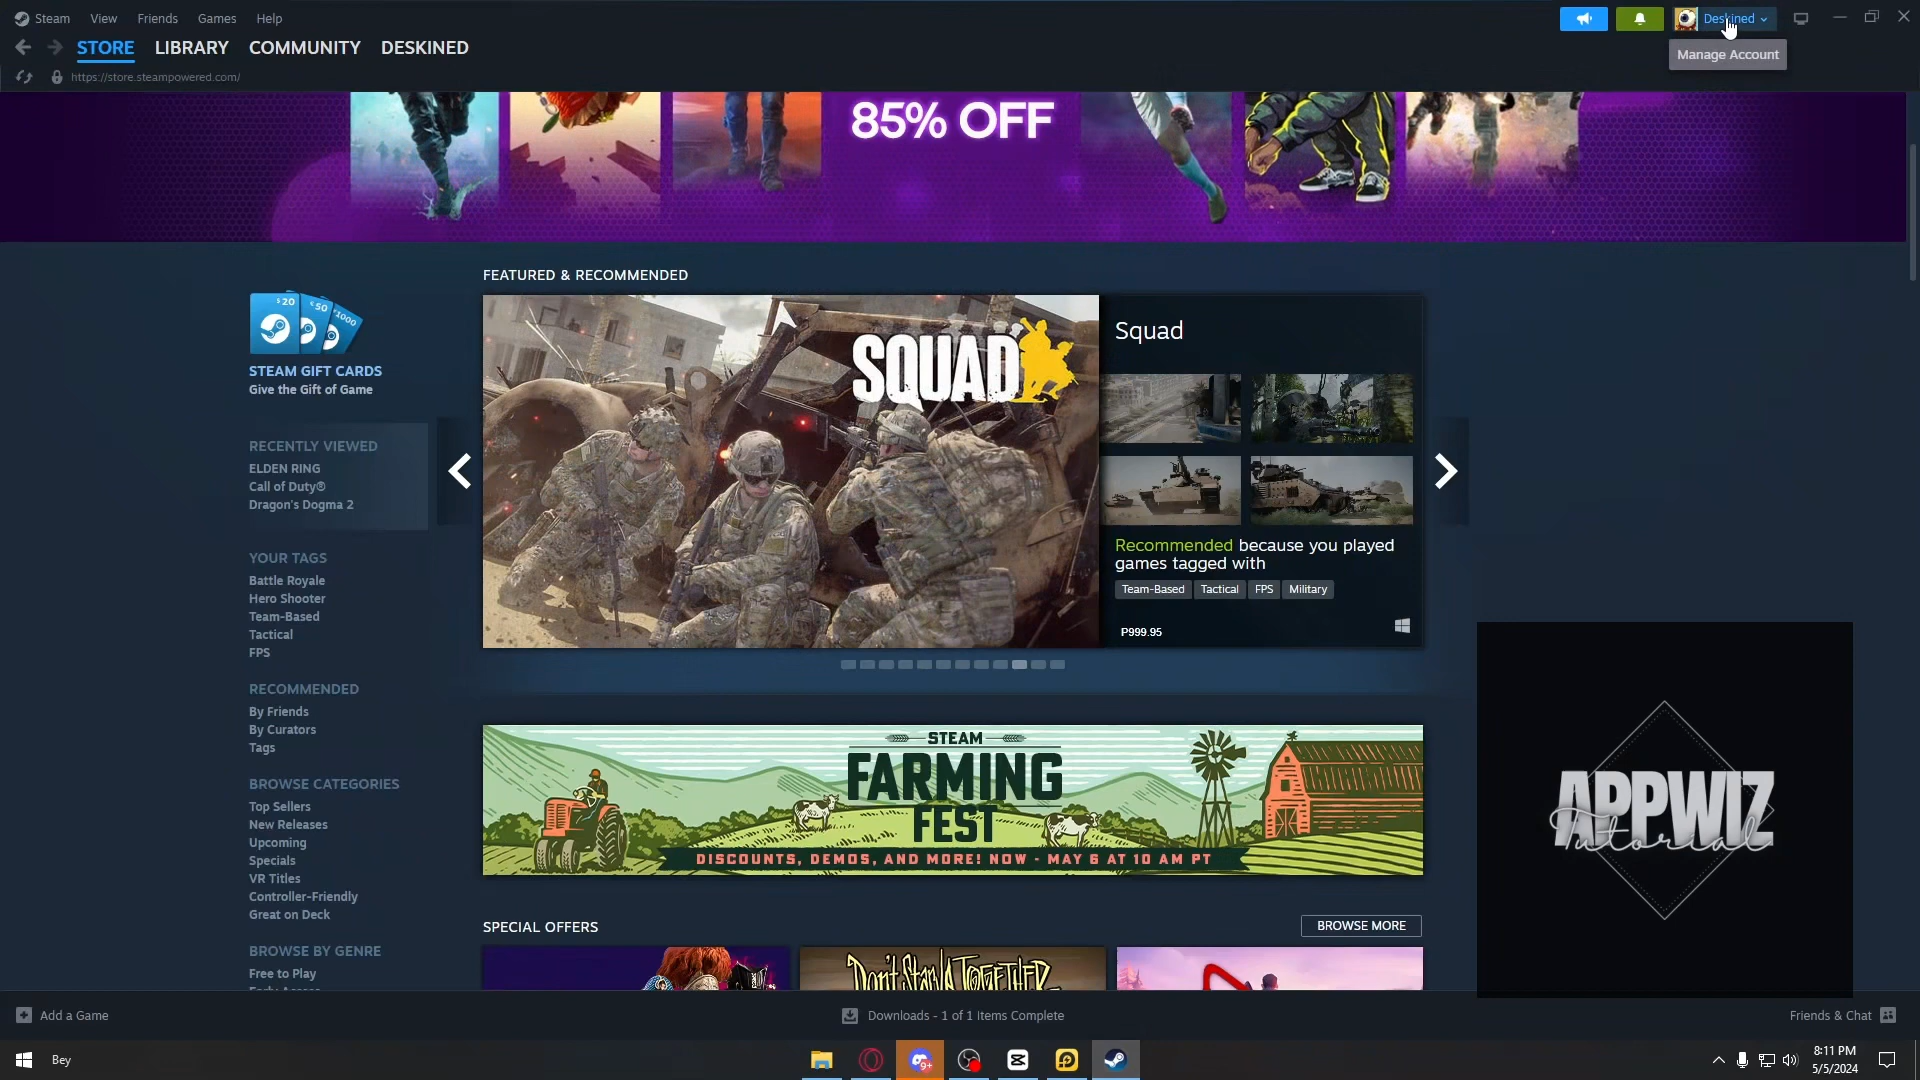 Steam View Friends Games Help
Deskined
STORE LIBRARY COMMUNITY DESKINED
Manage Account
https://store.steampowered.com/
85% OFF
FEATURED & RECOMMENDED
$20 €50 ¥1000
STEAM GIFT CARDS
Give the Gift of Game
RECENTLY VIEWED
ELDEN RING
Call of Duty®
Dragon's Dogma 2
YOUR TAGS
Battle Royale
Hero Shooter
Team-Based
Tactical
FPS
RECOMMENDED
By Friends
By Curators
Tags
BROWSE CATEGORIES
Top Sellers
New Releases
Upcoming
Specials
VR Titles
Controller-Friendly
Great on Deck
BROWSE BY GENRE
Free to Play
Early Access
SQUAD
Squad
Recommended because you played
games tagged with
Team-Based Tactical FPS Military
P999.95
STEAM
FARMING
FEST
DISCOUNTS, DEMOS, AND MORE! NOW - MAY 6 AT 10 AM PT
SPECIAL OFFERS
BROWSE MORE
Don't Starve Together
APPWIZ
Tutorial
Add a Game
Downloads - 1 of 1 Items Complete
Friends & Chat
Bey
9+
8:11 PM
5/5/2024